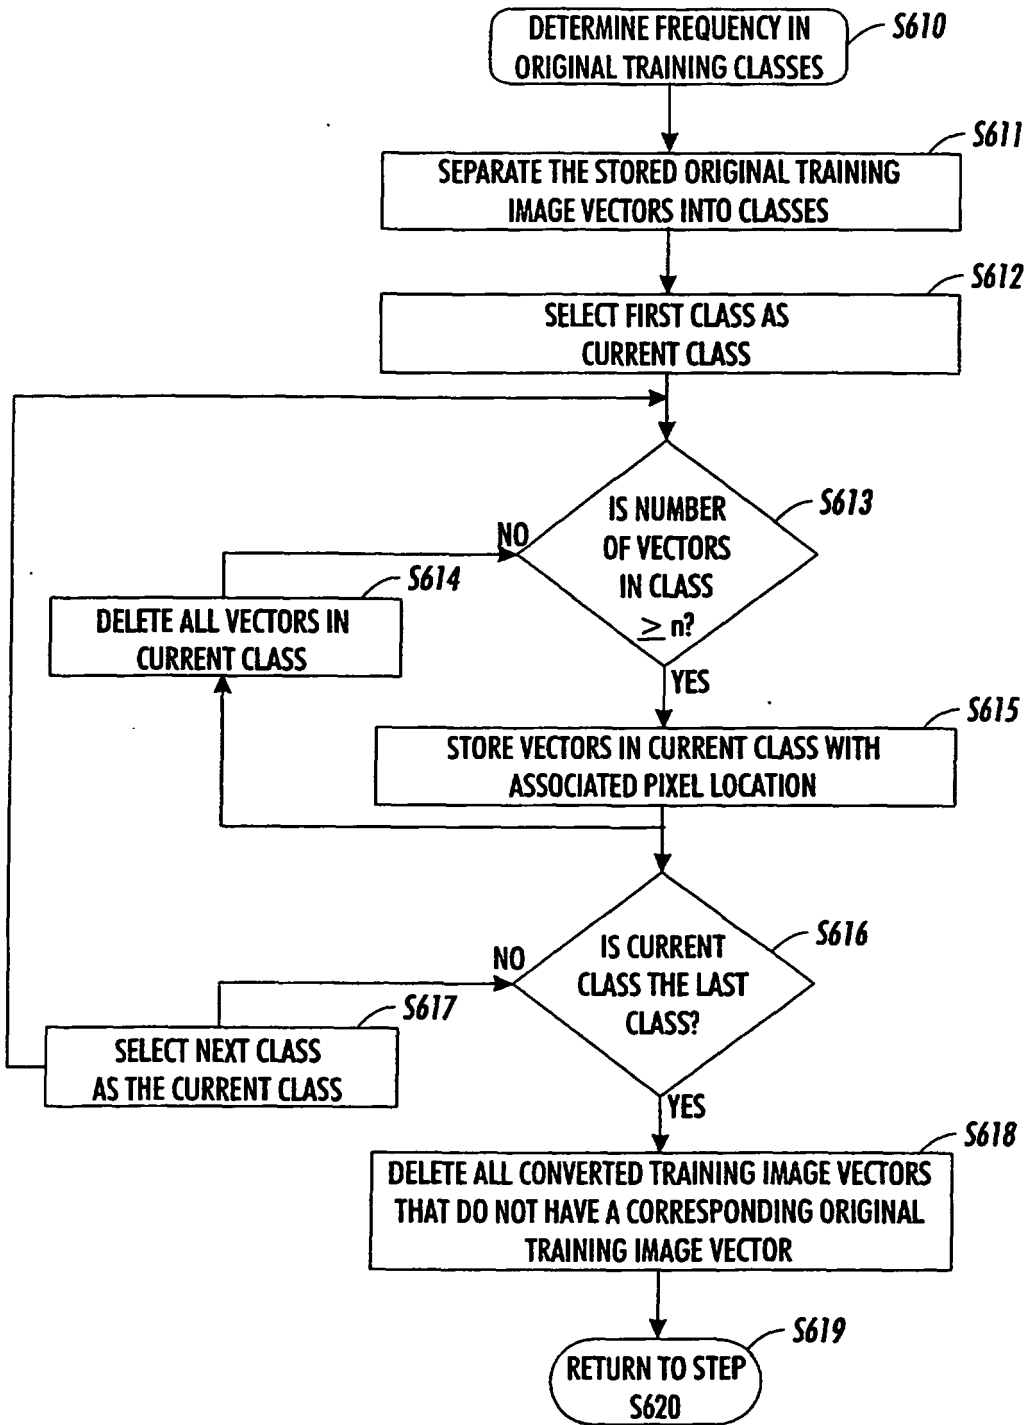 DETERMINE FREQUENCY IN
ORIGINAL TRAINING CLASSES
S610
S611
SEPARATE THE STORED ORIGINAL TRAINING
IMAGE VECTORS INTO CLASSES
S612
SELECT FIRST CLASS AS
CURRENT CLASS
S613
IS NUMBER
OF VECTORS
IN CLASS
≥ n?
NO
S614
DELETE ALL VECTORS IN
CURRENT CLASS
YES
S615
STORE VECTORS IN CURRENT CLASS WITH
ASSOCIATED PIXEL LOCATION
S616
IS CURRENT
CLASS THE LAST
CLASS?
NO
S617
SELECT NEXT CLASS
AS THE CURRENT CLASS
YES
S618
DELETE ALL CONVERTED TRAINING IMAGE VECTORS
THAT DO NOT HAVE A CORRESPONDING ORIGINAL
TRAINING IMAGE VECTOR
S619
RETURN TO STEP
S620